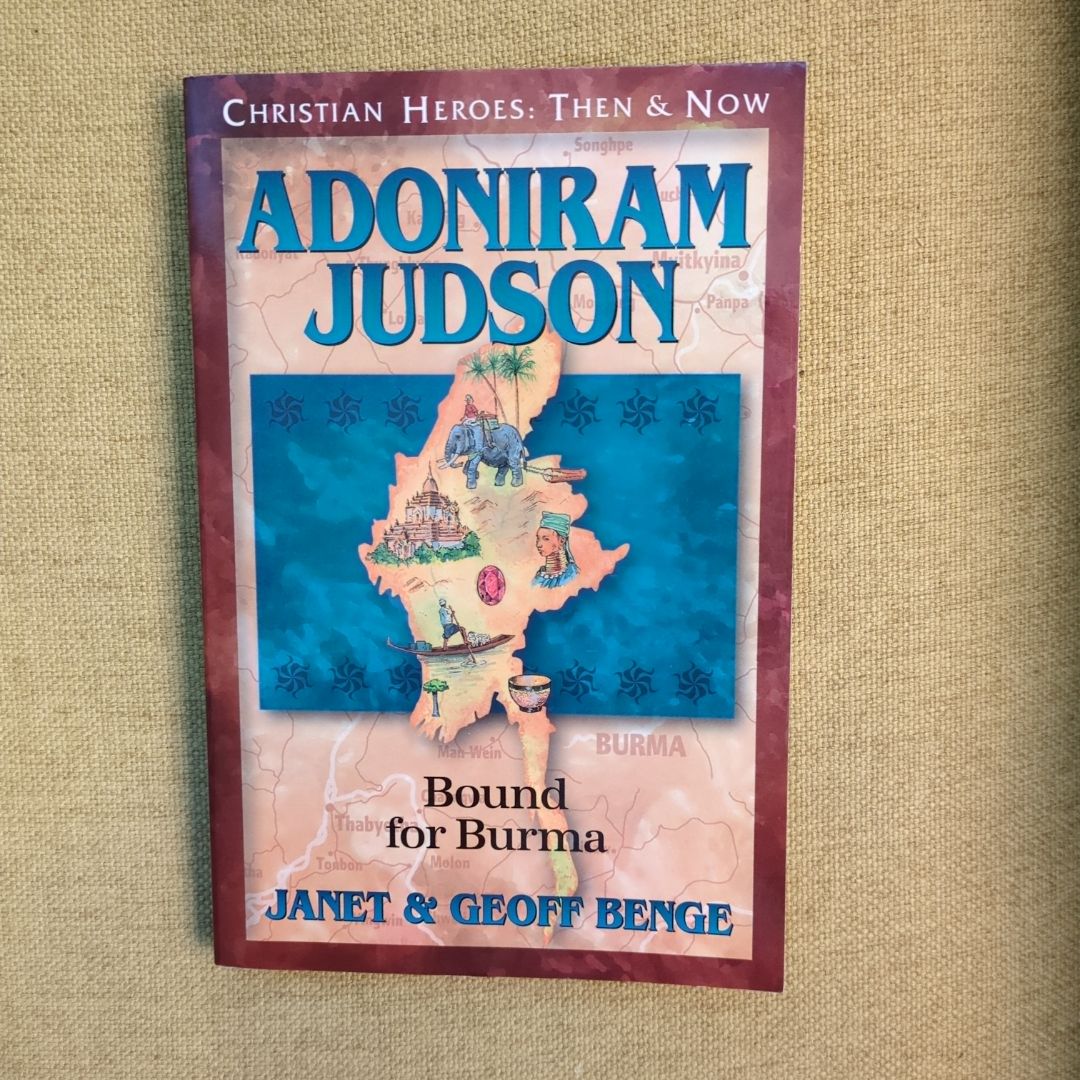 CHRISTIAN HEROES: THEN & NOW
Songhpe
ADONIRAM
Myitkyina
JUDSON
Panpa
Man Wein
BURMA
Bound
for Burma
Tonbon
Molon
JANET & GEOFF BENGE